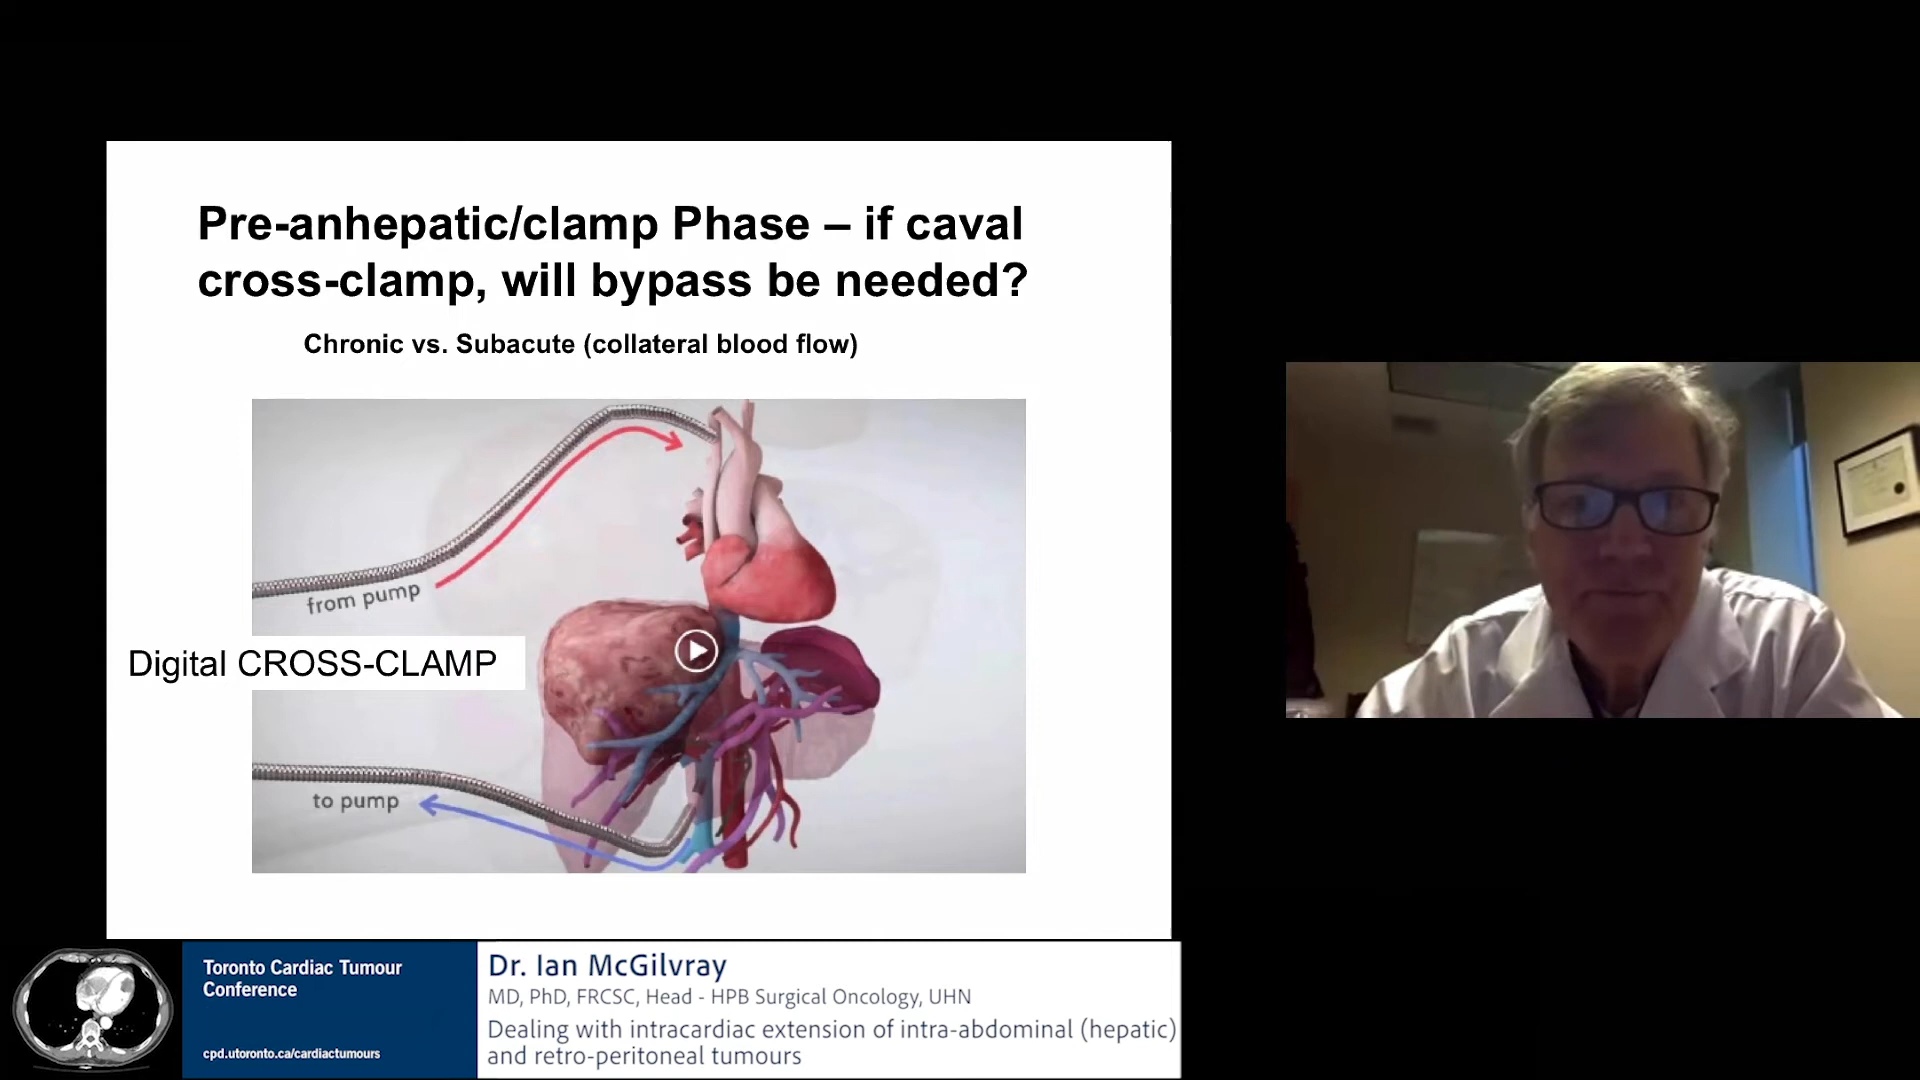 Pre-anhepatic/clamp Phase – if caval
cross-clamp, will bypass be needed?
Chronic vs. Subacute (collateral blood flow)
from pump
Digital CROSS-CLAMP
to pump
Toronto Cardiac Tumour
Conference
cpd.utoronto.ca/cardiactumours
Dr. Ian McGilvray
MD, PhD, FRCSC, Head - HPB Surgical Oncology, UHN
Dealing with intracardiac extension of intra-abdominal (hepatic)
and retro-peritoneal tumours